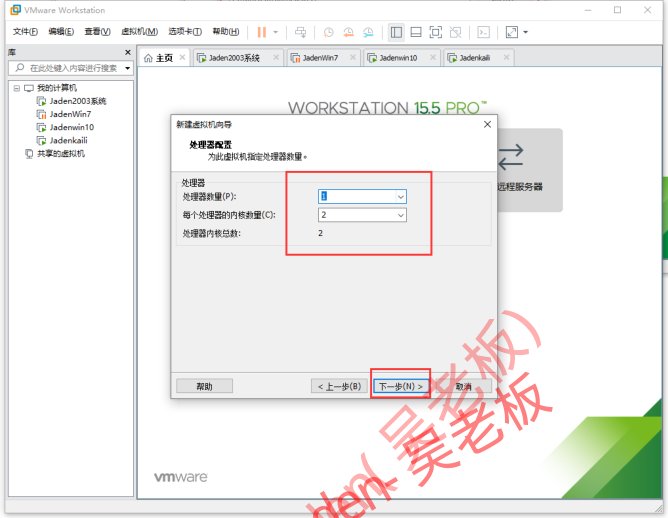 VMware Workstation
文件(F) 编辑(E) 查看(V) 虚拟机(M) 选项卡(T) 帮助(H)
库
在此处键入内容进行搜索
我的计算机
Jaden2003系统
JadenWin7
Jadenwin10
Jadenkaili
共享的虚拟机
主页 Jaden2003系统 JadenWin7 Jadenwin10 Jadenkaili
WORKSTATION 15.5 PRO™
远程服务器
新建虚拟机向导
处理器配置
为此虚拟机指定处理器数量。
处理器
处理器数量(P): 1
每个处理器的内核数量(C): 2
处理器内核总数: 2
帮助 < 上一步(B) 下一步(N) > 取消
vmware
(吴老板)
den- 吴老板